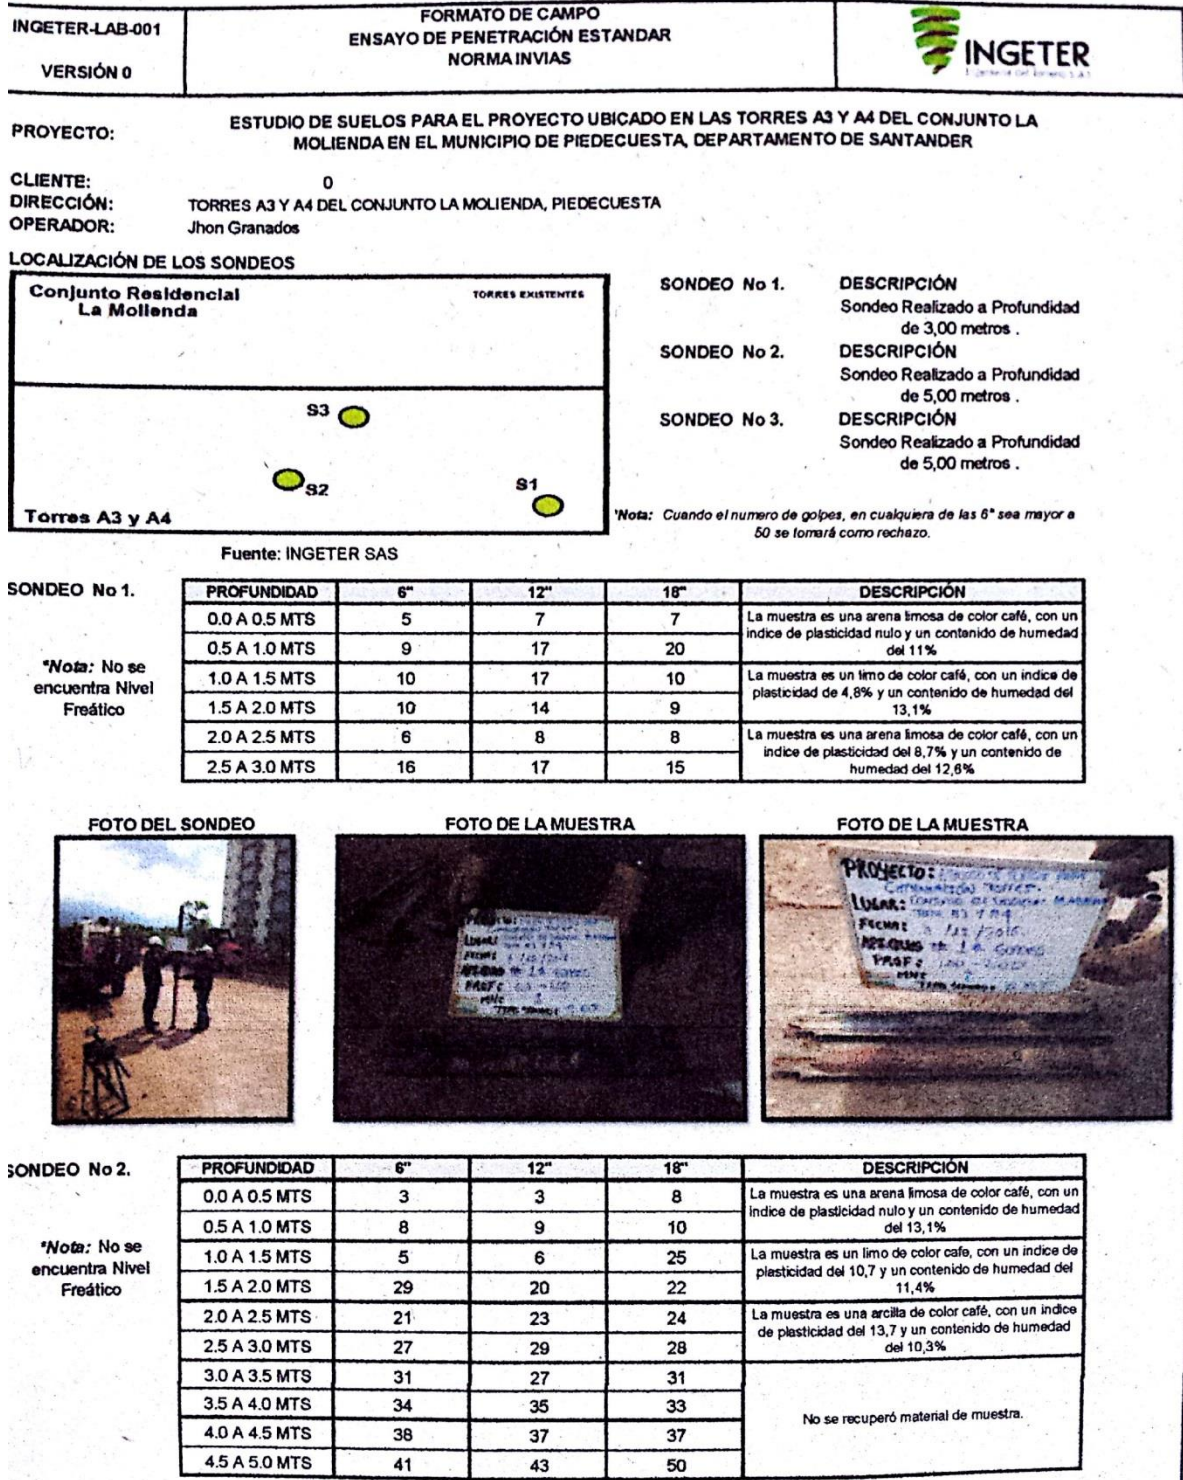 INGETER-LAB-001
VERSIÓN 0
FORMATO DE CAMPO
ENSAYO DE PENETRACIÓN ESTANDAR
NORMA INVIAS
INGETER
PROYECTO:
ESTUDIO DE SUELOS PARA EL PROYECTO UBICADO EN LAS TORRES A3 Y A4 DEL CONJUNTO LA
MOLIENDA EN EL MUNICIPIO DE PIEDECUESTA, DEPARTAMENTO DE SANTANDER
CLIENTE: 0
DIRECCIÓN: TORRES A3 Y A4 DEL CONJUNTO LA MOLIENDA, PIEDECUESTA
OPERADOR: Jhon Granados
LOCALIZACIÓN DE LOS SONDEOS
Conjunto Residencial
La Molienda
TORRES EXISTENTES
S3
S2
S1
Torres A3 y A4
Fuente: INGETER SAS
SONDEO No 1. DESCRIPCIÓN
Sondeo Realizado a Profundidad
de 3,00 metros .
SONDEO No 2. DESCRIPCIÓN
Sondeo Realizado a Profundidad
de 5,00 metros .
SONDEO No 3. DESCRIPCIÓN
Sondeo Realizado a Profundidad
de 5,00 metros .
*Nota: Cuando el numero de golpes, en cualquiera de las 6" sea mayor a
50 se tomará como rechazo.
SONDEO No 1.
*Nota: No se
encuentra Nivel
Freático
PROFUNDIDAD 6" 12" 18" DESCRIPCIÓN
0.0 A 0.5 MTS 5 7 7
0.5 A 1.0 MTS 9 17 20
La muestra es una arena limosa de color café, con un
indice de plasticidad nulo y un contenido de humedad
del 11%
1.0 A 1.5 MTS 10 17 10
1.5 A 2.0 MTS 10 14 9
La muestra es un limo de color café, con un indice de
plasticidad de 4,8% y un contenido de humedad del
13,1%
2.0 A 2.5 MTS 6 8 8
2.5 A 3.0 MTS 16 17 15
La muestra es una arena limosa de color café, con un
indice de plasticidad del 8,7% y un contenido de
humedad del 12,6%
FOTO DEL SONDEO
FOTO DE LA MUESTRA
FOTO DE LA MUESTRA
PROYECTO:
LUGAR:
FECHA:
PROF:
SONDEO No 2.
*Nota: No se
encuentra Nivel
Freático
PROFUNDIDAD 6" 12" 18" DESCRIPCIÓN
0.0 A 0.5 MTS 3 3 8
0.5 A 1.0 MTS 8 9 10
La muestra es una arena limosa de color café, con un
indice de plasticidad nulo y un contenido de humedad
del 13,1%
1.0 A 1.5 MTS 5 6 25
1.5 A 2.0 MTS 29 20 22
La muestra es un limo de color cafe, con un indice de
plasticidad del 10,7 y un contenido de humedad del
11,4%
2.0 A 2.5 MTS 21 23 24
2.5 A 3.0 MTS 27 29 28
La muestra es una arcilla de color café, con un indice
de plasticidad del 13,7 y un contenido de humedad
del 10,3%
3.0 A 3.5 MTS 31 27 31
3.5 A 4.0 MTS 34 35 33
4.0 A 4.5 MTS 38 37 37
4.5 A 5.0 MTS 41 43 50
No se recuperó material de muestra.